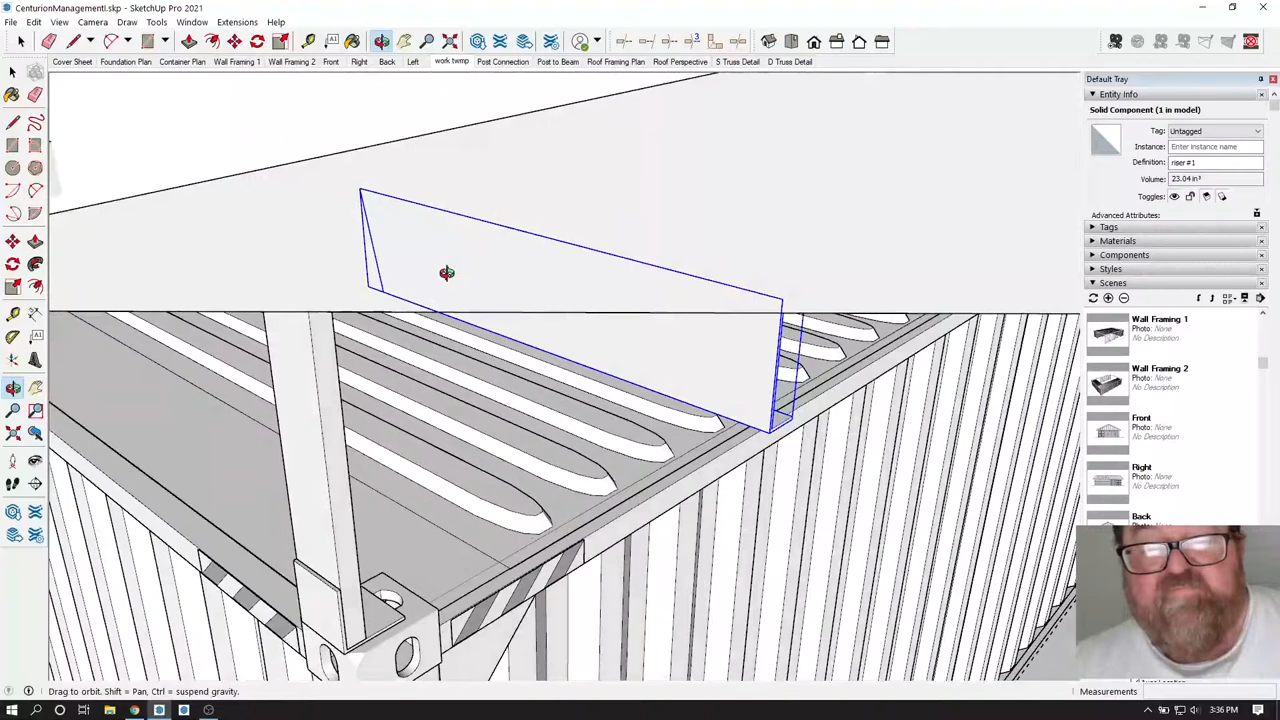 CenturionManagementI.skp - SketchUp Pro 2021
File Edit View Camera Draw Tools Window Extensions Help
3
Cover Sheet Foundation Plan Container Plan Wall Framing 1 Wall Framing 2 Front Right Back Left work twmp Post Connection Post to Beam Roof Framing Plan Roof Perspective S Truss Detail D Truss Detail
Default Tray
Entity Info
Solid Component (1 in model)
Tag: Untagged
Instance: Enter instance name
Definition: riser#1
Volume: 23.04 in³
Toggles:
Advanced Attributes:
Tags
Materials
Components
Styles
Scenes
Wall Framing 1
Photo: None
No Description
Wall Framing 2
Photo: None
No Description
Front
Photo: None
No Description
Right
Photo: None
No Description
Back
Drag to orbit. Shift = Pan, Ctrl = suspend gravity.
Measurements
3:36 PM